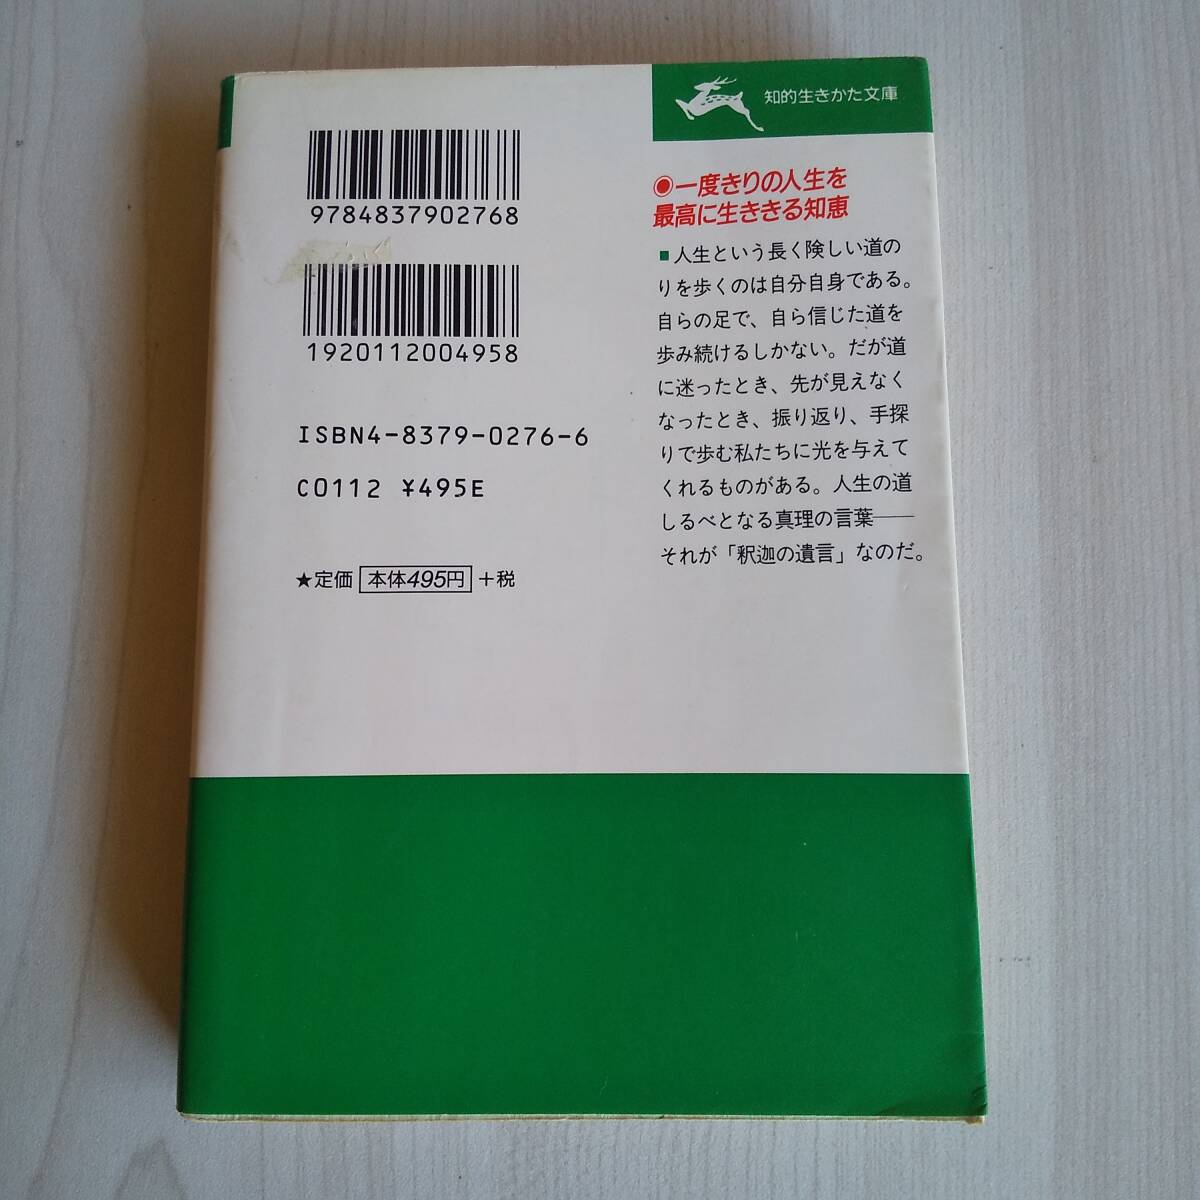 知的生きかた文庫
9784837902768
1920112004958
ISBN4-8379-0276-6
C0112 ¥495E
★定価 本体495円 +税
◉一度きりの人生を
最高に生ききる知恵
■人生という長く険しい道の
りを歩くのは自分自身である。
自らの足で、自ら信じた道を
歩み続けるしかない。だが道
に迷ったとき、先が見えなく
なったとき、振り返り、手探
りで歩む私たちに光を与えて
くれるものがある。人生の道
しるべとなる真理の言葉――
それが「釈迦の遺言」なのだ。